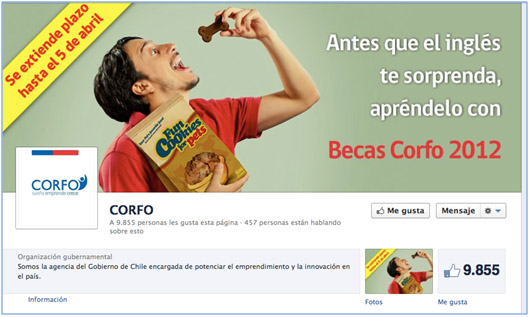 Se extiende plazo
hasta el 5 de abril
Antes que el inglés
te sorprenda,
apréndelo con
Becas Corfo 2012
Fun
Cookies
for pets
CORFO
CORFO
A 9.855 personas les gusta esta página · 457 personas están hablando
sobre esto
Me gusta
Mensaje
Organización gubernamental
Somos la agencia del Gobierno de Chile encargada de potenciar el emprendimiento y la innovación en
el país.
Información
Fotos
9.855
Me gusta